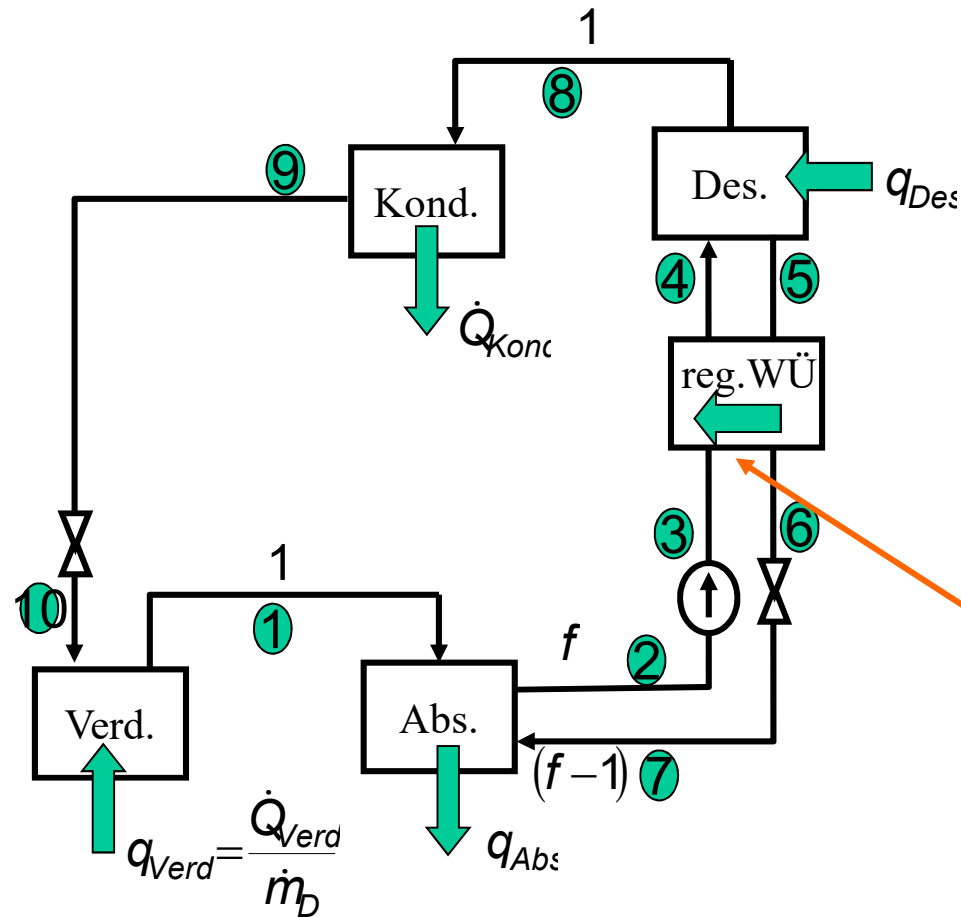 1
8
9
Kond.
Des.
q_Des
4
5
Q̇_Kond
reg.WÜ
3
6
10
1
1
f
2
Verd.
Abs.
(f−1) 7
q_Verd = Q̇_Verd / ṁ_D
q_Abs